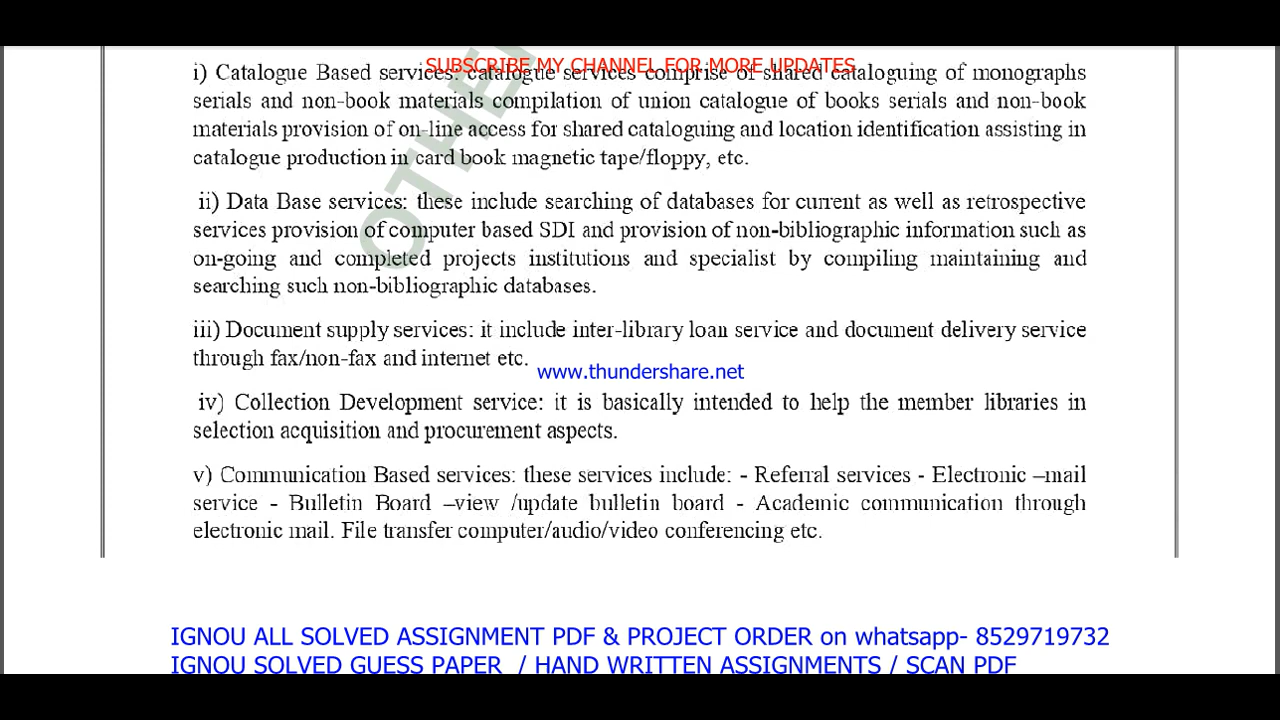 SUBSCRIBE MY CHANNEL FOR MORE UPDATES
i) Catalogue Based services: catalogue services comprise of shared cataloguing of monographs
serials and non-book materials compilation of union catalogue of books serials and non-book
materials provision of on-line access for shared cataloguing and location identification assisting in
catalogue production in card book magnetic tape/floppy, etc.
ii) Data Base services: these include searching of databases for current as well as retrospective
services provision of computer based SDI and provision of non-bibliographic information such as
on-going and completed projects institutions and specialist by compiling maintaining and
searching such non-bibliographic databases.
iii) Document supply services: it include inter-library loan service and document delivery service
through fax/non-fax and internet etc.
www.thundershare.net
iv) Collection Development service: it is basically intended to help the member libraries in
selection acquisition and procurement aspects.
v) Communication Based services: these services include: - Referral services - Electronic –mail
service - Bulletin Board –view /update bulletin board - Academic communication through
electronic mail. File transfer computer/audio/video conferencing etc.
OTHE
IGNOU ALL SOLVED ASSIGNMENT PDF & PROJECT ORDER on whatsapp- 8529719732
IGNOU SOLVED GUESS PAPER / HAND WRITTEN ASSIGNMENTS / SCAN PDF